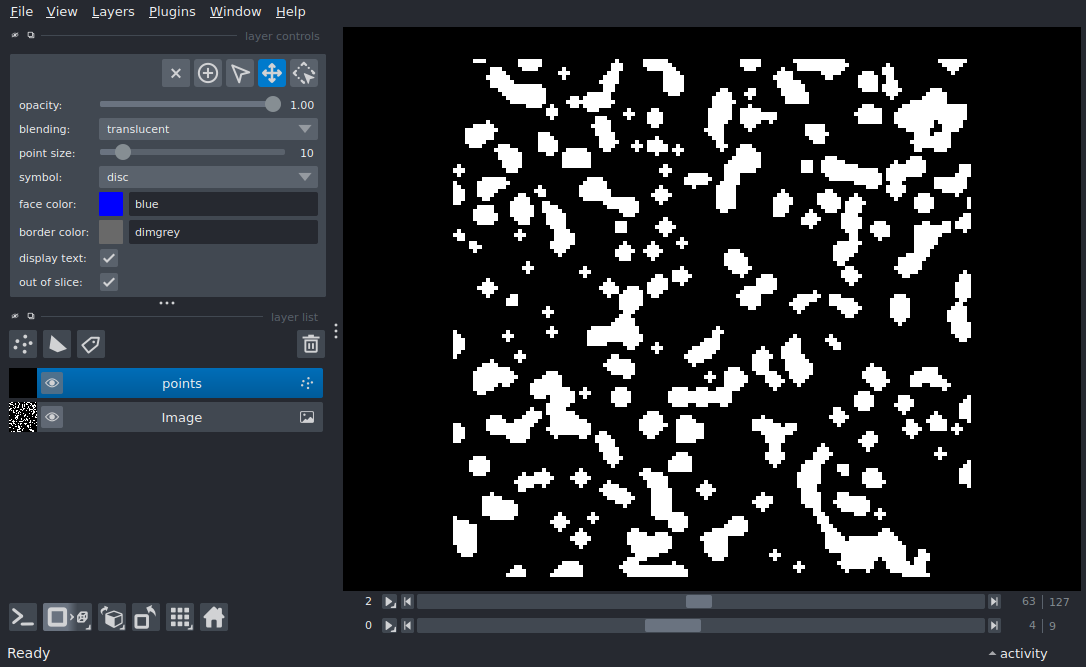 File View Layers Plugins Window Help
layer controls
opacity: 1.00
blending: translucent
point size: 10
symbol: disc
face color: blue
border color: dimgrey
display text:
out of slice:
layer list
points
Image
2 63 | 127
0 4 | 9
Ready activity